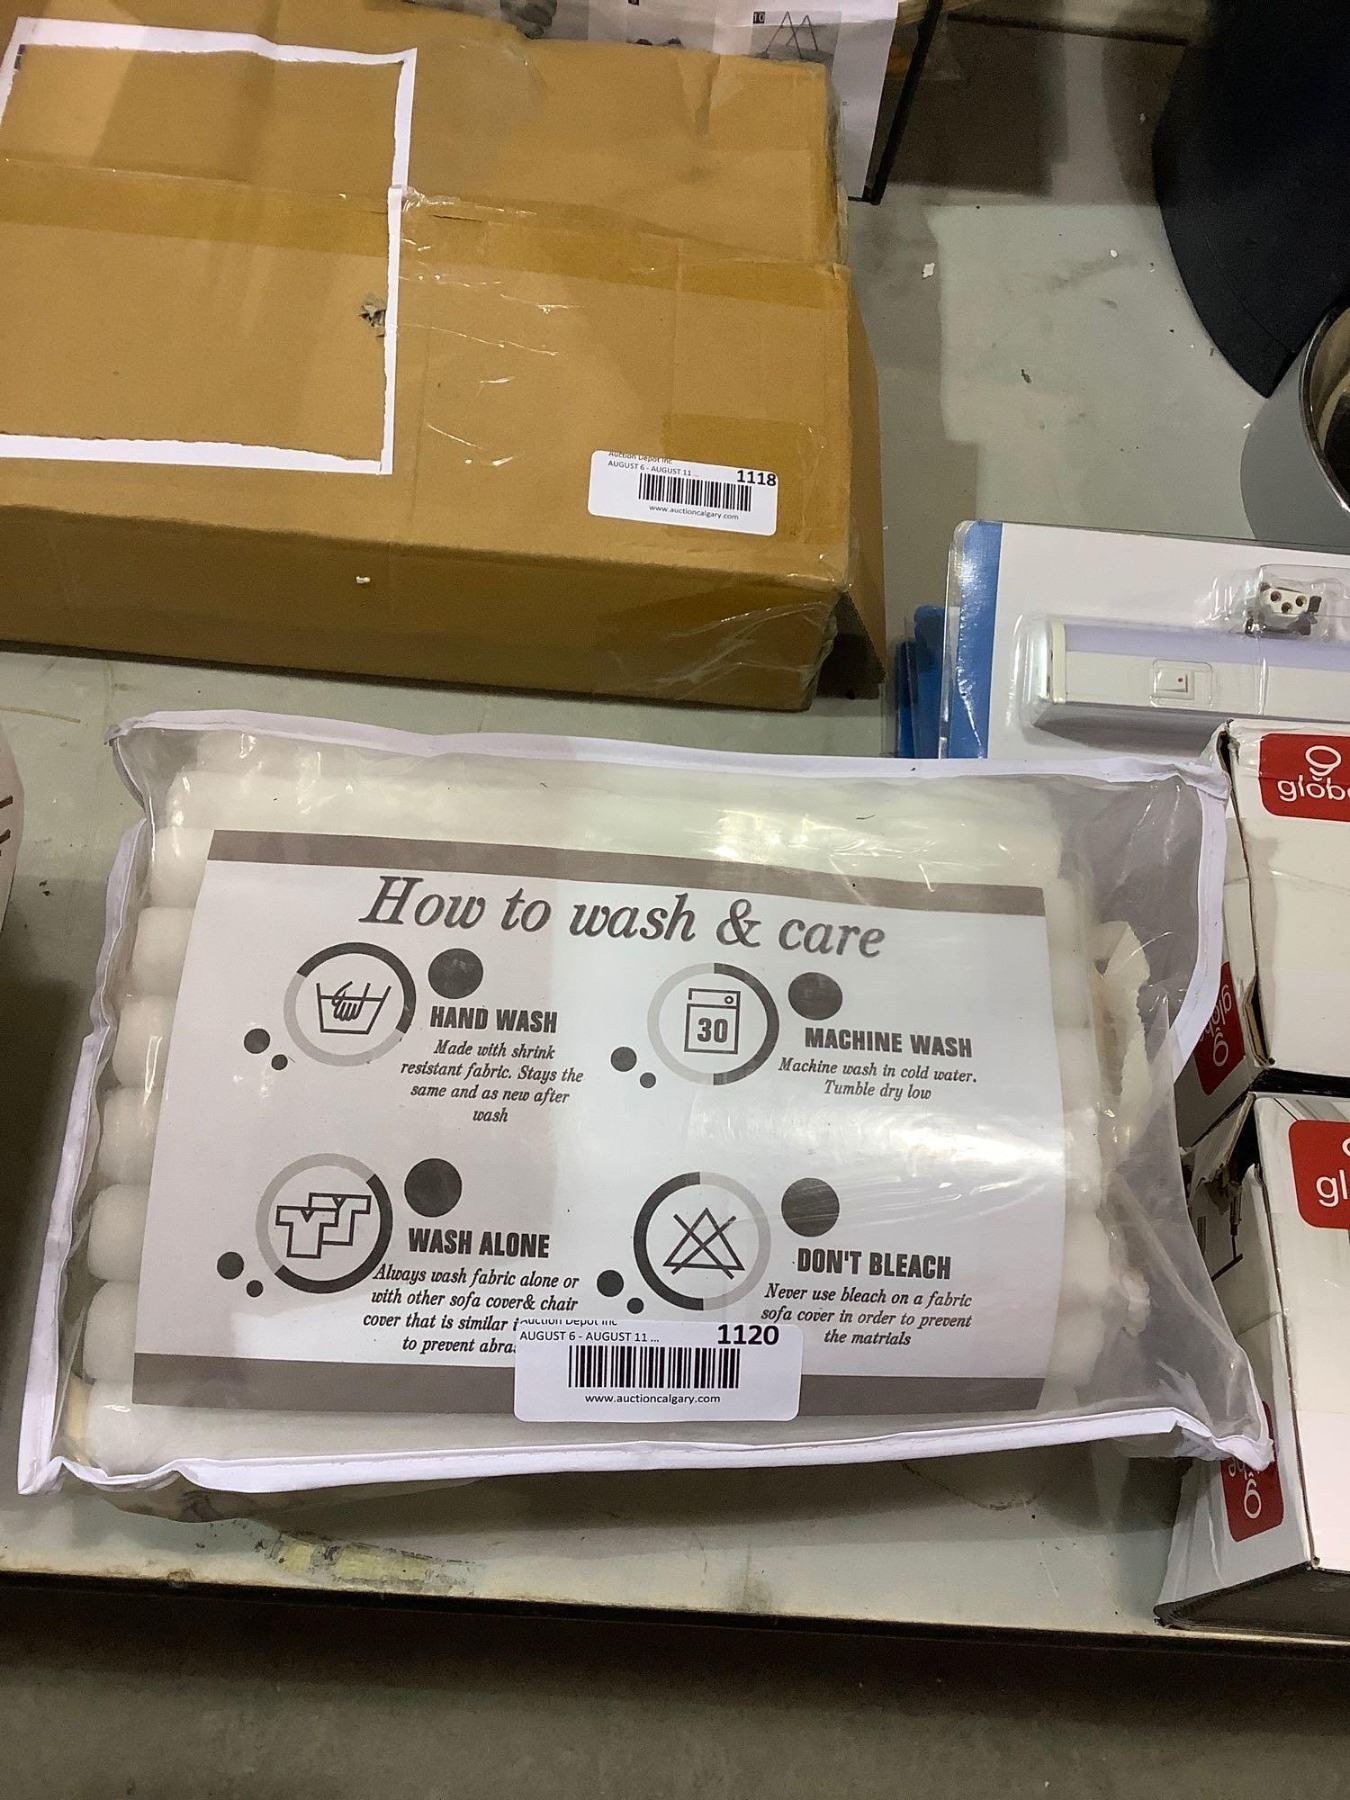 10
Auction Depot Inc
AUGUST 6 - AUGUST 11 ...
1118
www.auctioncalgary.com
glob
How to wash & care
HAND WASH
Made with shrink
resistant fabric. Stays the
same and as new after
wash
30
MACHINE WASH
Machine wash in cold water.
Tumble dry low
WASH ALONE
Always wash fabric alone or
with other sofa cover& chair
cover that is similar i
to prevent abra
DON'T BLEACH
Never use bleach on a fabric
sofa cover in order to prevent
the matrials
Auction Depot Inc
AUGUST 6 - AUGUST 11 ...
1120
www.auctioncalgary.com
globe
gl
globe